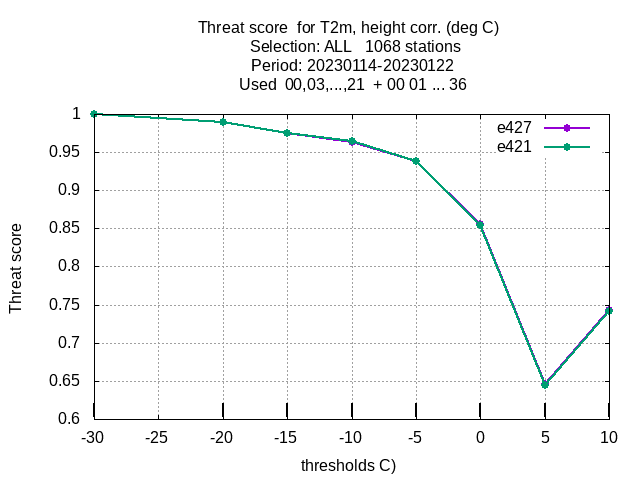 Threat score  for T2m, height corr. (deg C)
Selection: ALL   1068 stations
Period: 20230114-20230122
Used  00,03,...,21  + 00 01 ... 36
1
0.95
0.9
0.85
0.8
0.75
0.7
0.65
0.6
Threat score
e427
e421
-30 -25 -20 -15 -10 -5 0 5 10
thresholds C)